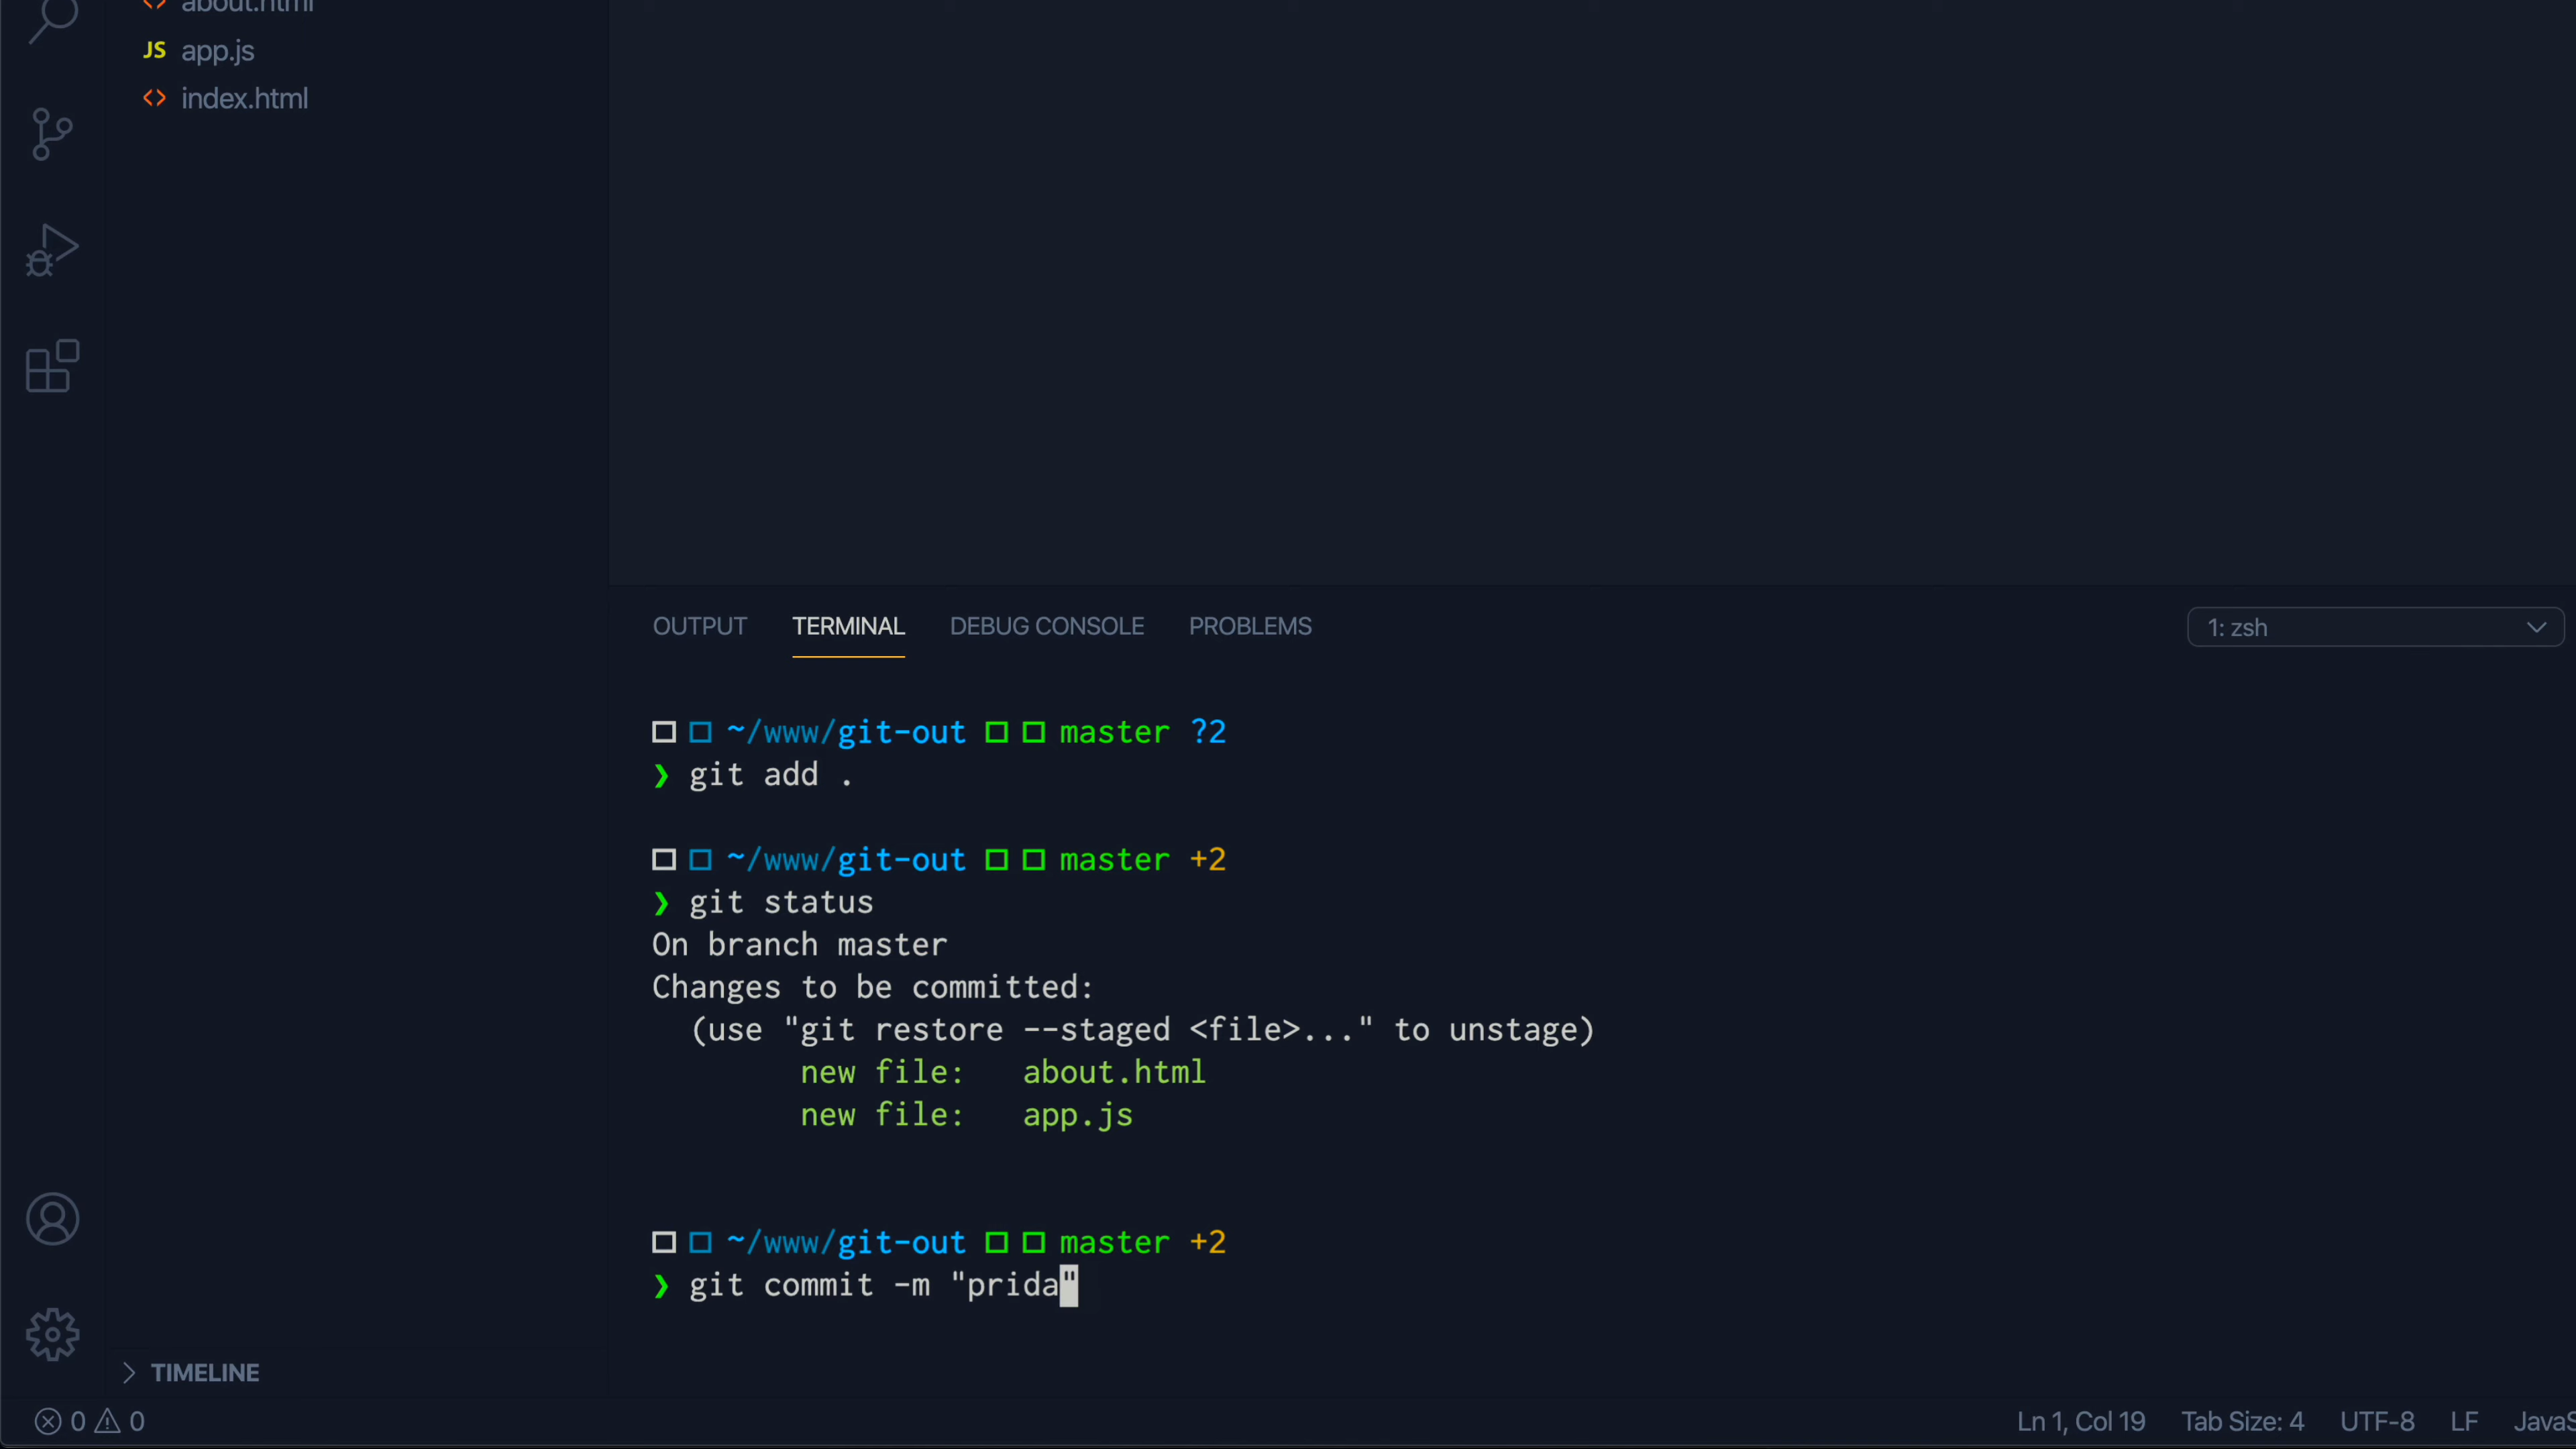 about.html
JS app.js
<> index.html
OUTPUT TERMINAL DEBUG CONSOLE PROBLEMS
1: zsh
~/www/git-out master ?2
❯ git add .
~/www/git-out master +2
❯ git status
On branch master
Changes to be committed:
(use "git restore --staged <file>..." to unstage)
new file: about.html
new file: app.js
~/www/git-out master +2
❯ git commit -m "prida"
TIMELINE
0 0
Ln 1, Col 19 Tab Size: 4 UTF-8 LF JavaS